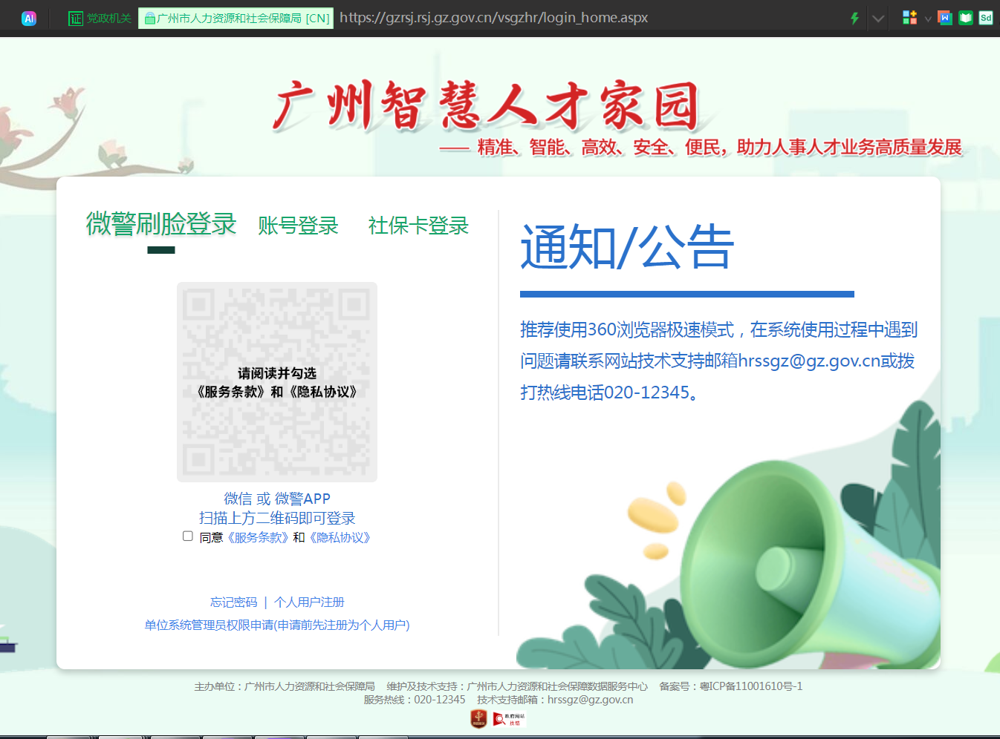 AI 证 党政机关 广州市人力资源和社会保障局 [CN] https://gzrsj.rsj.gz.gov.cn/vsgzhr/login_home.aspx W Sd
广州智慧人才家园
—— 精准、智能、高效、安全、便民，助力人事人才业务高质量发展
微警刷脸登录 账号登录 社保卡登录
请阅读并勾选
《服务条款》和《隐私协议》
微信 或 微警APP
扫描上方二维码即可登录
同意《服务条款》和《隐私协议》
忘记密码 | 个人用户注册
单位系统管理员权限申请(申请前先注册为个人用户)
通知/公告
推荐使用360浏览器极速模式，在系统使用过程中遇到
问题请联系网站技术支持邮箱hrssgz@gz.gov.cn或拨
打热线电话020-12345。
主办单位：广州市人力资源和社会保障局 维护及技术支持：广州市人力资源和社会保障数据服务中心 备案号：粤ICP备11001610号-1
服务热线：020-12345 技术支持邮箱：hrssgz@gz.gov.cn
政府网站
找错